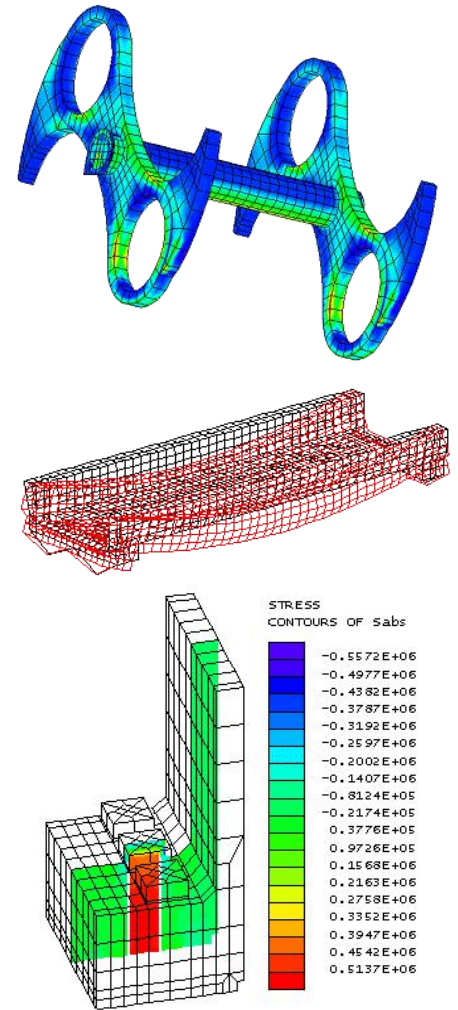 STRESS
CONTOURS OF Sabs
-0.5572E+06
-0.4977E+06
-0.4382E+06
-0.3787E+06
-0.3192E+06
-0.2597E+06
-0.2002E+06
-0.1407E+06
-0.8124E+05
-0.2174E+05
0.3776E+05
0.9726E+05
0.1568E+06
0.2163E+06
0.2758E+06
0.3352E+06
0.3947E+06
0.4542E+06
0.5137E+06